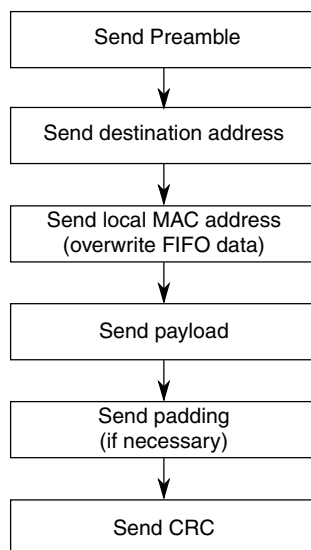 Send Preamble
Send destination address
Send local MAC address
(overwrite FIFO data)
Send payload
Send padding
(if necessary)
Send CRC